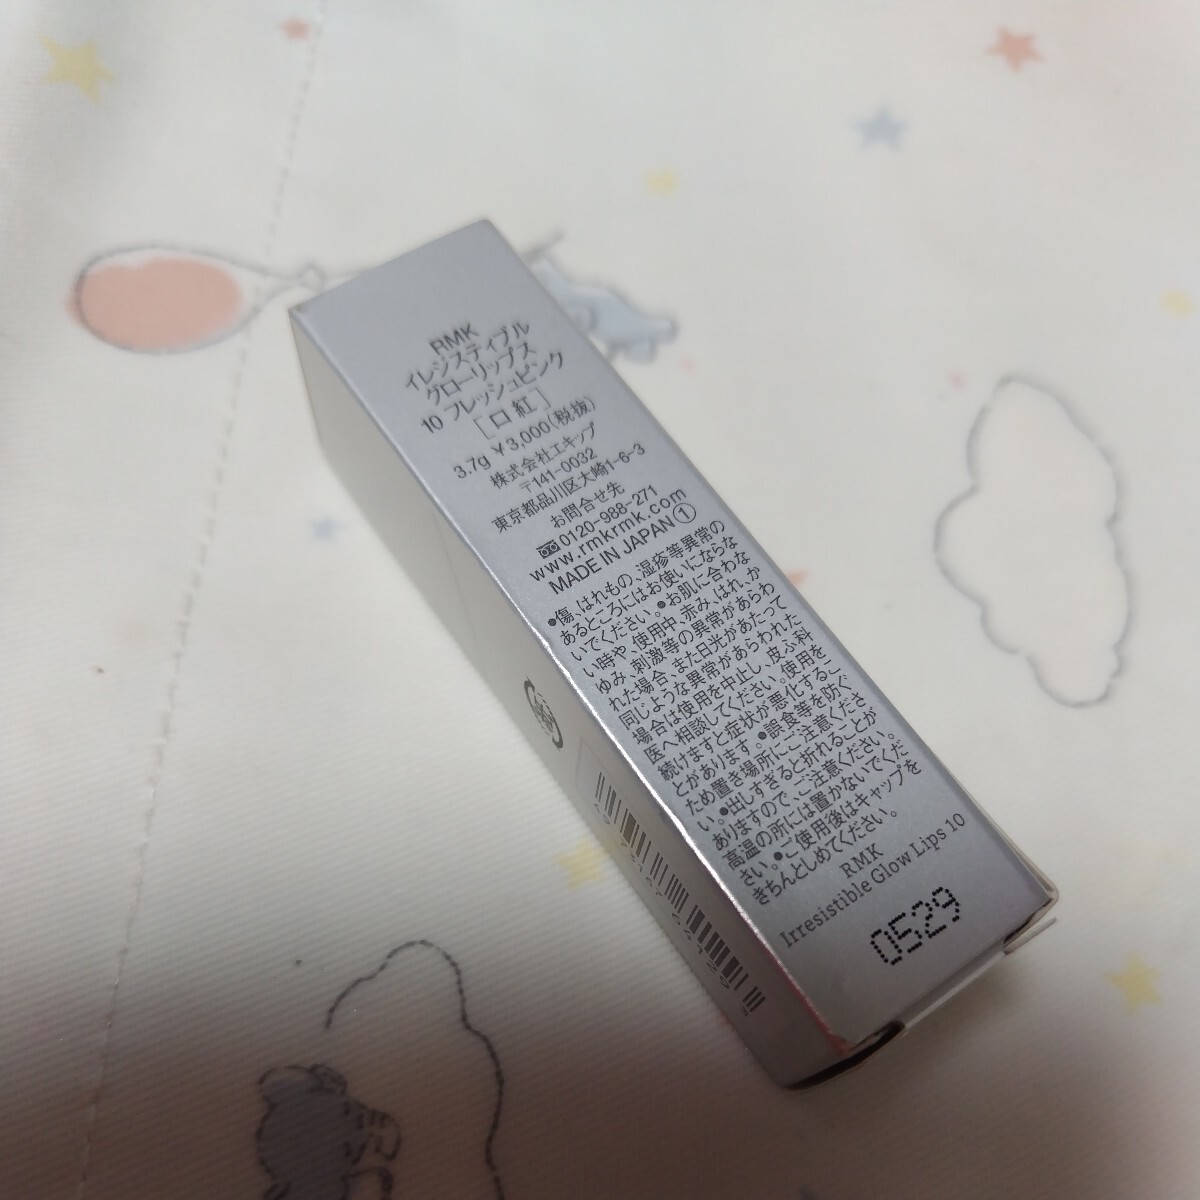 RMK
イレジスティブル
グローリップス
10 フレッシュピンク
[口紅]
3.7g ¥3,000(税抜)
株式会社エキップ
〒141-0032
東京都品川区大崎1-6-3
お問合せ先
0120-988-271
www.rmkrmk.com
MADE IN JAPAN ①
●傷、はれもの、湿疹等異常の
あるところにはお使いにならな
いでください。●お肌に合わな
い時や、使用中、赤み、はれ、か
ゆみ、刺激等の異常があらわ
れた場合、また日光があたって
同じような異常があらわれた
場合は使用を中止し、皮ふ科
医へ相談してください。使用を
続けますと症状が悪化するこ
とがあります。●誤食等を防ぐ
ため置き場所にご注意くださ
い。●出しすぎると折れることが
ありますので、ご注意ください。
高温の所には置かないでくだ
さい。●ご使用後はキャップを
きちんとしめてください。
RMK
Irresistible Glow Lips 10
0529